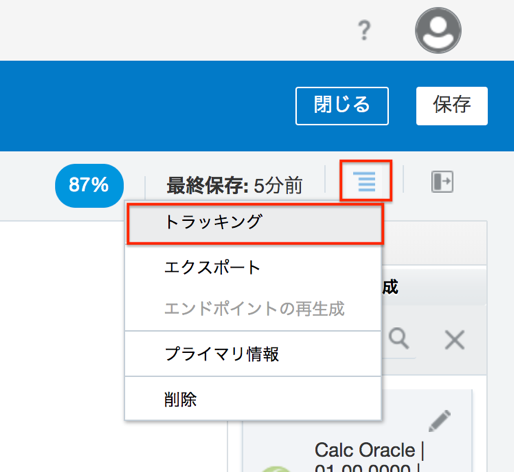 ?
閉じる
保存
87%
最終保存: 5分前
トラッキング
エクスポート
成
エンドポイントの再生成
プライマリ情報
削除
Calc Oracle |
01.00.0000 |